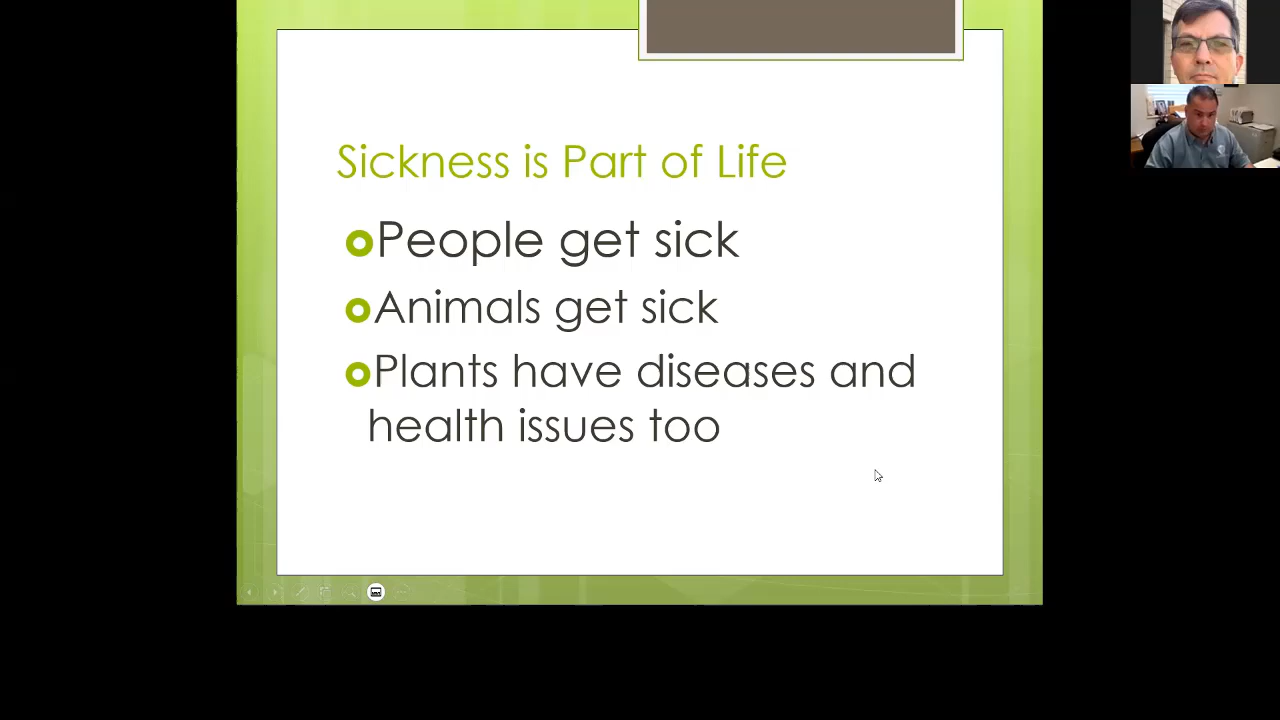 Sickness is Part of Life
People get sick
Animals get sick
Plants have diseases and
health issues too